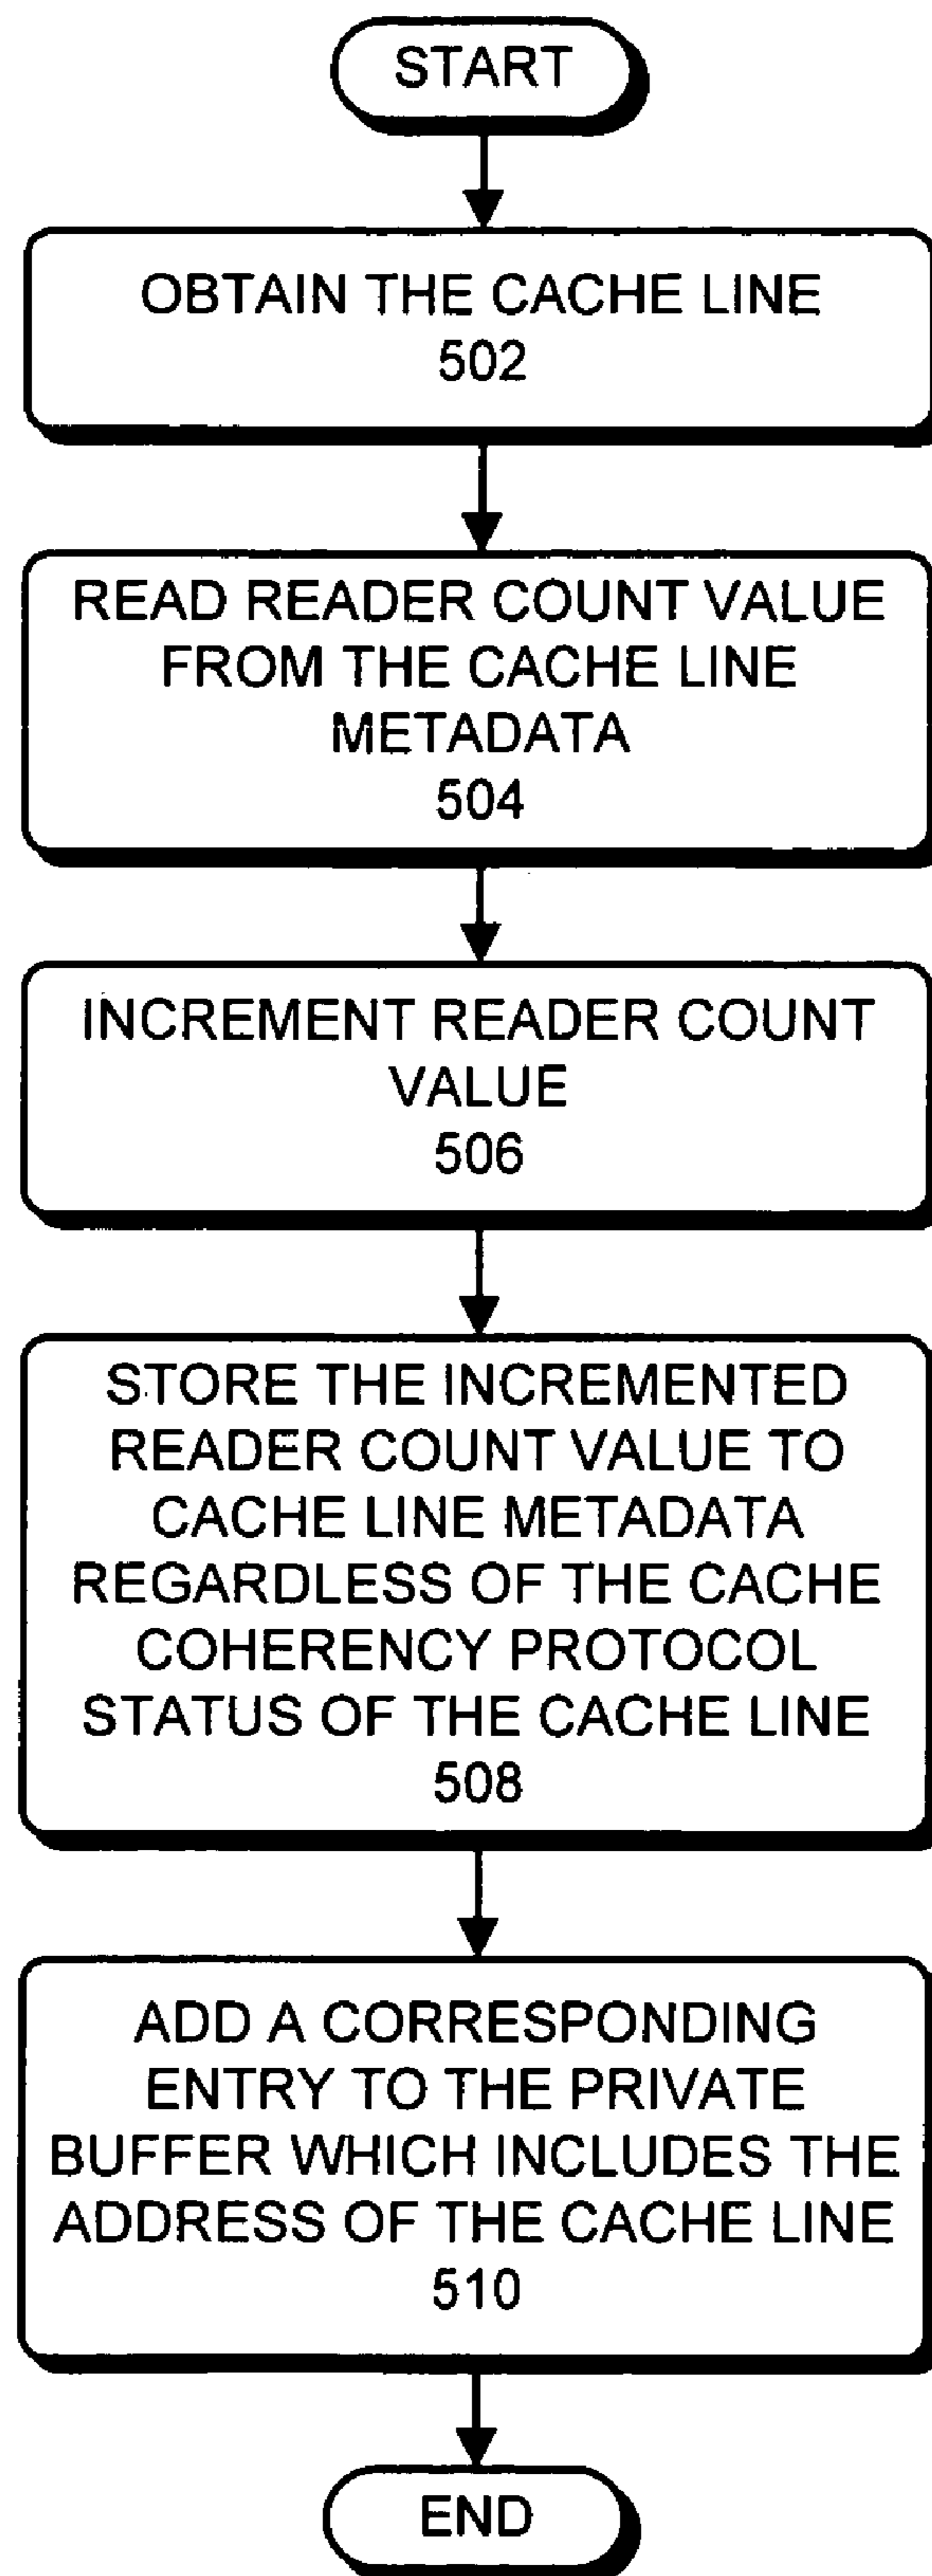 START
OBTAIN THE CACHE LINE
502
READ READER COUNT VALUE
FROM THE CACHE LINE
METADATA
504
INCREMENT READER COUNT
VALUE
506
STORE THE INCREMENTED
READER COUNT VALUE TO
CACHE LINE METADATA
REGARDLESS OF THE CACHE
COHERENCY PROTOCOL
STATUS OF THE CACHE LINE
508
ADD A CORRESPONDING
ENTRY TO THE PRIVATE
BUFFER WHICH INCLUDES THE
ADDRESS OF THE CACHE LINE
510
END